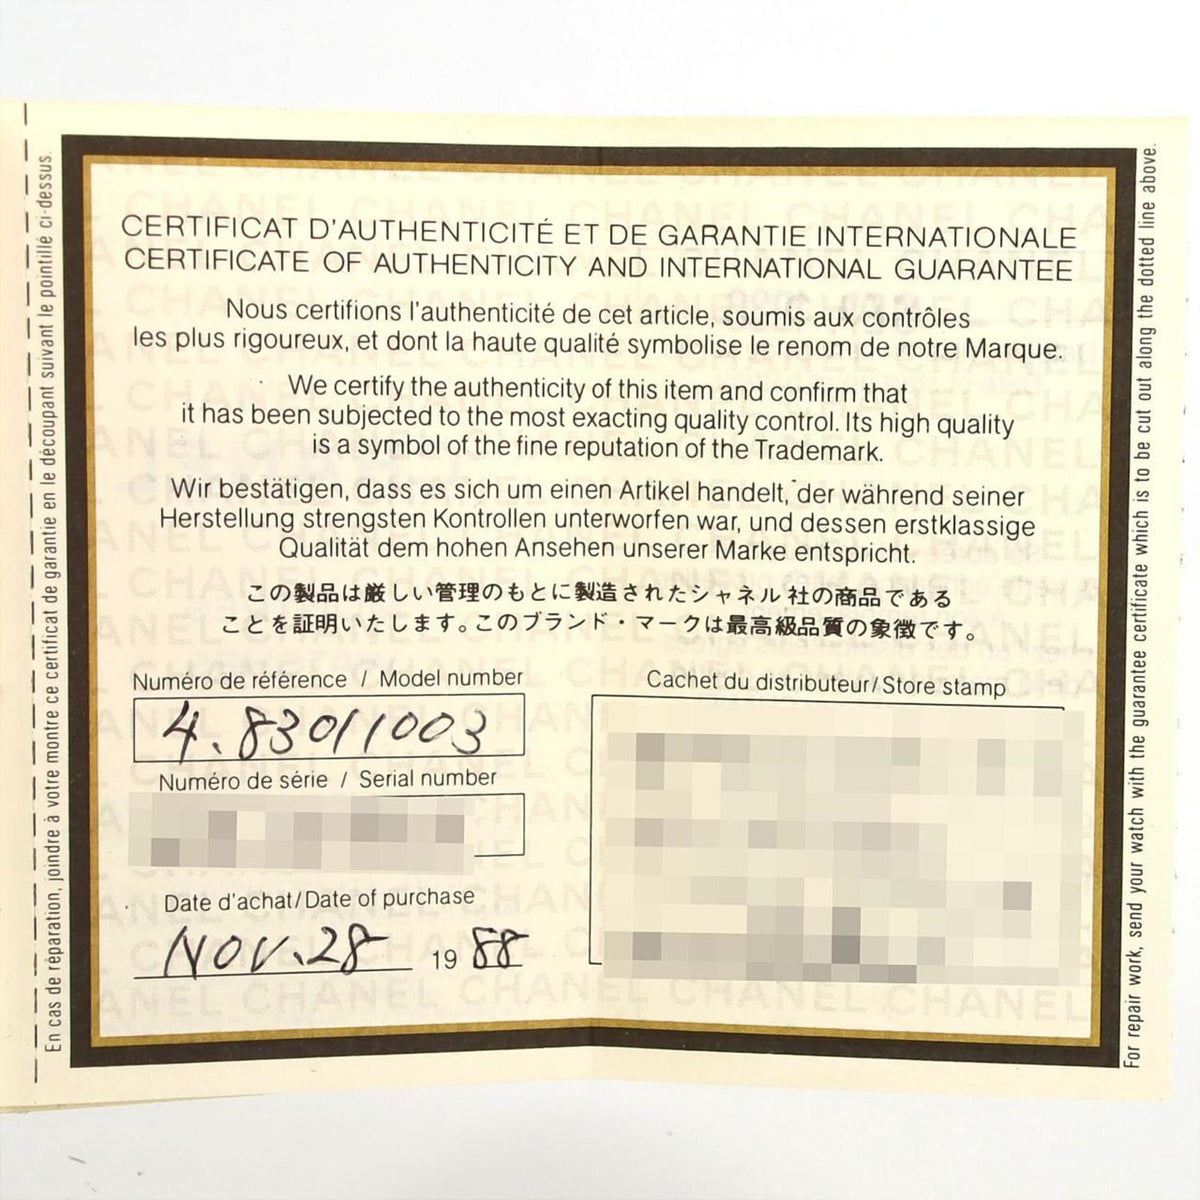 CERTIFICAT D'AUTHENTICITÉ ET DE GARANTIE INTERNATIONALE
CERTIFICATE OF AUTHENTICITY AND INTERNATIONAL GUARANTEE
Nous certifions l'authenticité de cet article, soumis aux contrôles
les plus rigoureux, et dont la haute qualité symbolise le renom de notre Marque.
We certify the authenticity of this item and confirm that
it has been subjected to the most exacting quality control. Its high quality
is a symbol of the fine reputation of the Trademark.
Wir bestätigen, dass es sich um einen Artikel handelt, der während seiner
Herstellung strengsten Kontrollen unterworfen war, und dessen erstklassige
Qualität dem hohen Ansehen unserer Marke entspricht.
この製品は厳しい管理のもとに製造されたシャネル社の商品である
ことを証明いたします。このブランド・マークは最高級品質の象徴です。
Numéro de référence / Model number
4.83011003
Numéro de série / Serial number
Date d'achat/Date of purchase
NOV.28 1988
Cachet du distributeur/Store stamp
En cas de réparation, joindre à votre montre ce certificat de garantie en le découpant suivant le pointillé ci-dessus.
For repair work, send your watch with the guarantee certificate which is to be cut out along the dotted line above.